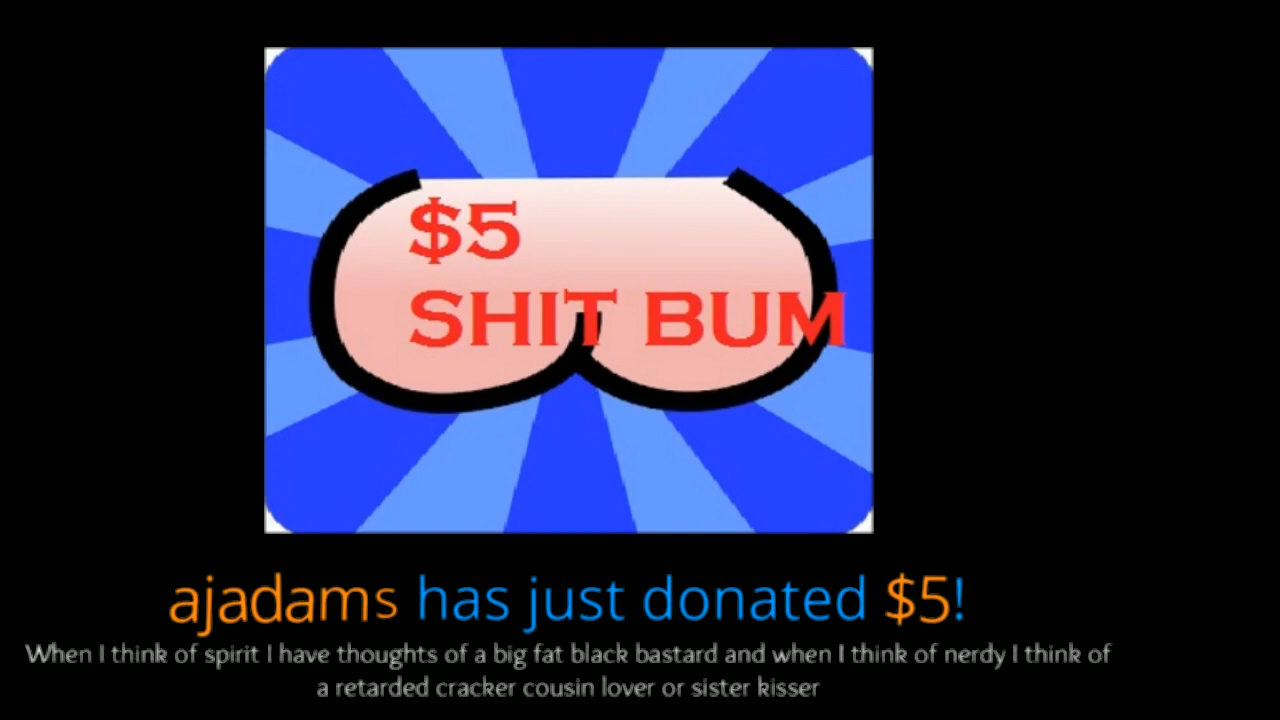 $5
SHIT BUM
ajadams has just donated $5!
When I think of spirit I have thoughts of a big fat black bastard and when I think of nerdy I think of
a retarded cracker cousin lover or sister kisser